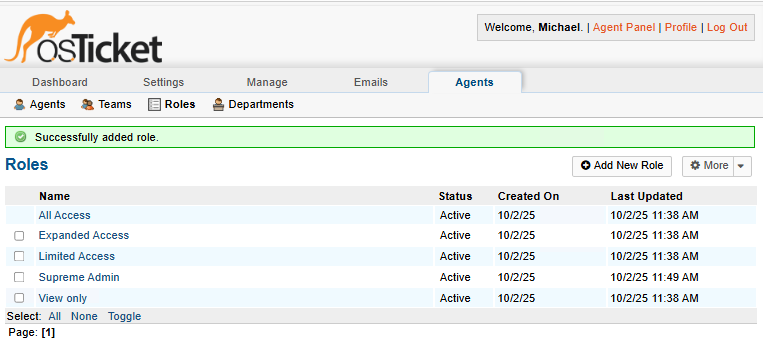 Welcome, Michael. | Agent Panel | Profile | Log Out
osTicket
Dashboard Settings Manage Emails Agents
Agents Teams Roles Departments
Successfully added role.
Roles Add New Role More
Name Status Created On Last Updated
All Access Active 10/2/25 10/2/25 11:38 AM
Expanded Access Active 10/2/25 10/2/25 11:38 AM
Limited Access Active 10/2/25 10/2/25 11:38 AM
Supreme Admin Active 10/2/25 10/2/25 11:49 AM
View only Active 10/2/25 10/2/25 11:38 AM
Select: All None Toggle
Page: [1]